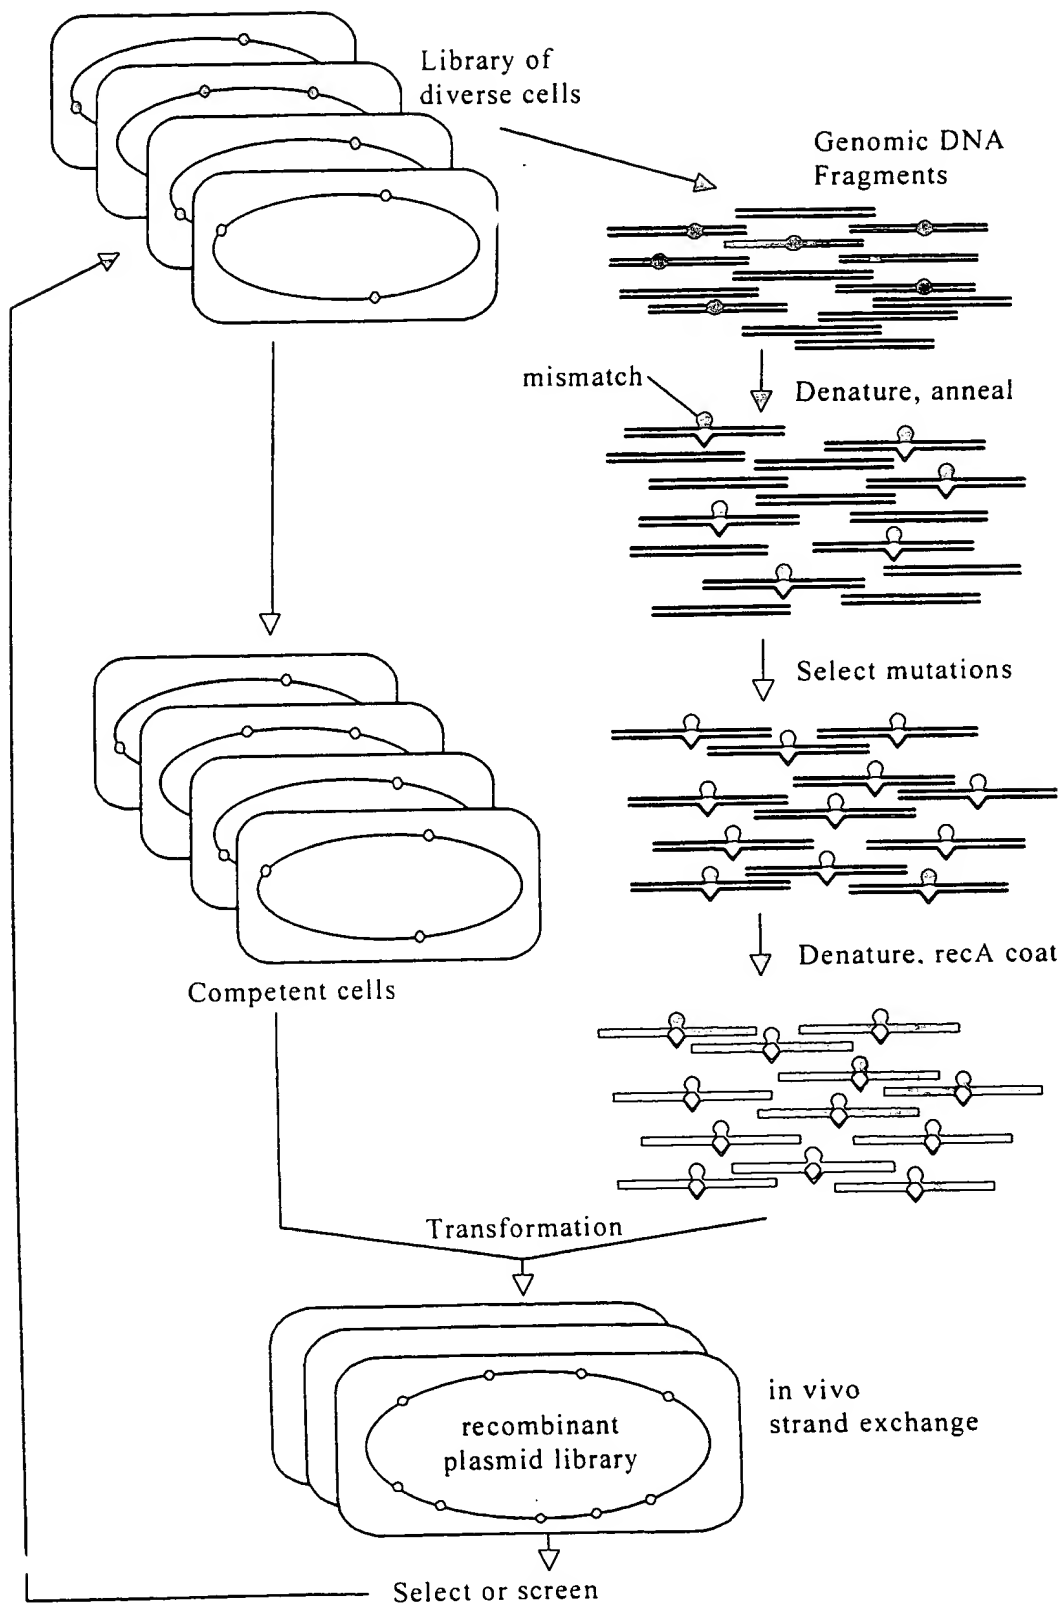 Library of
diverse cells
Genomic DNA
Fragments
mismatch
Denature, anneal
Select mutations
Denature, recA coat
Competent cells
Transformation
in vivo
strand exchange
recombinant
plasmid library
Select or screen